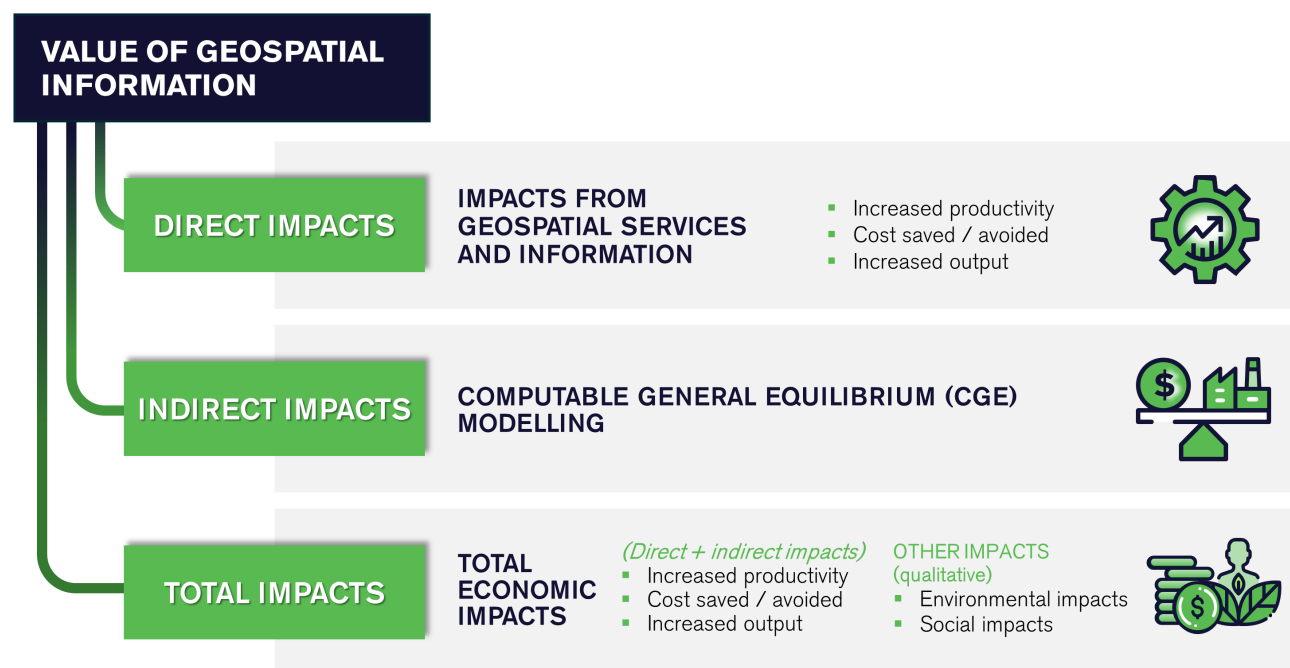 VALUE OF GEOSPATIAL
INFORMATION
DIRECT IMPACTS
IMPACTS FROM
GEOSPATIAL SERVICES
AND INFORMATION
Increased productivity
Cost saved / avoided
Increased output
INDIRECT IMPACTS
COMPUTABLE GENERAL EQUILIBRIUM (CGE)
MODELLING
$
TOTAL IMPACTS
TOTAL
ECONOMIC
IMPACTS
(Direct + indirect impacts)
Increased productivity
Cost saved / avoided
Increased output
OTHER IMPACTS
(qualitative)
Environmental impacts
Social impacts
$